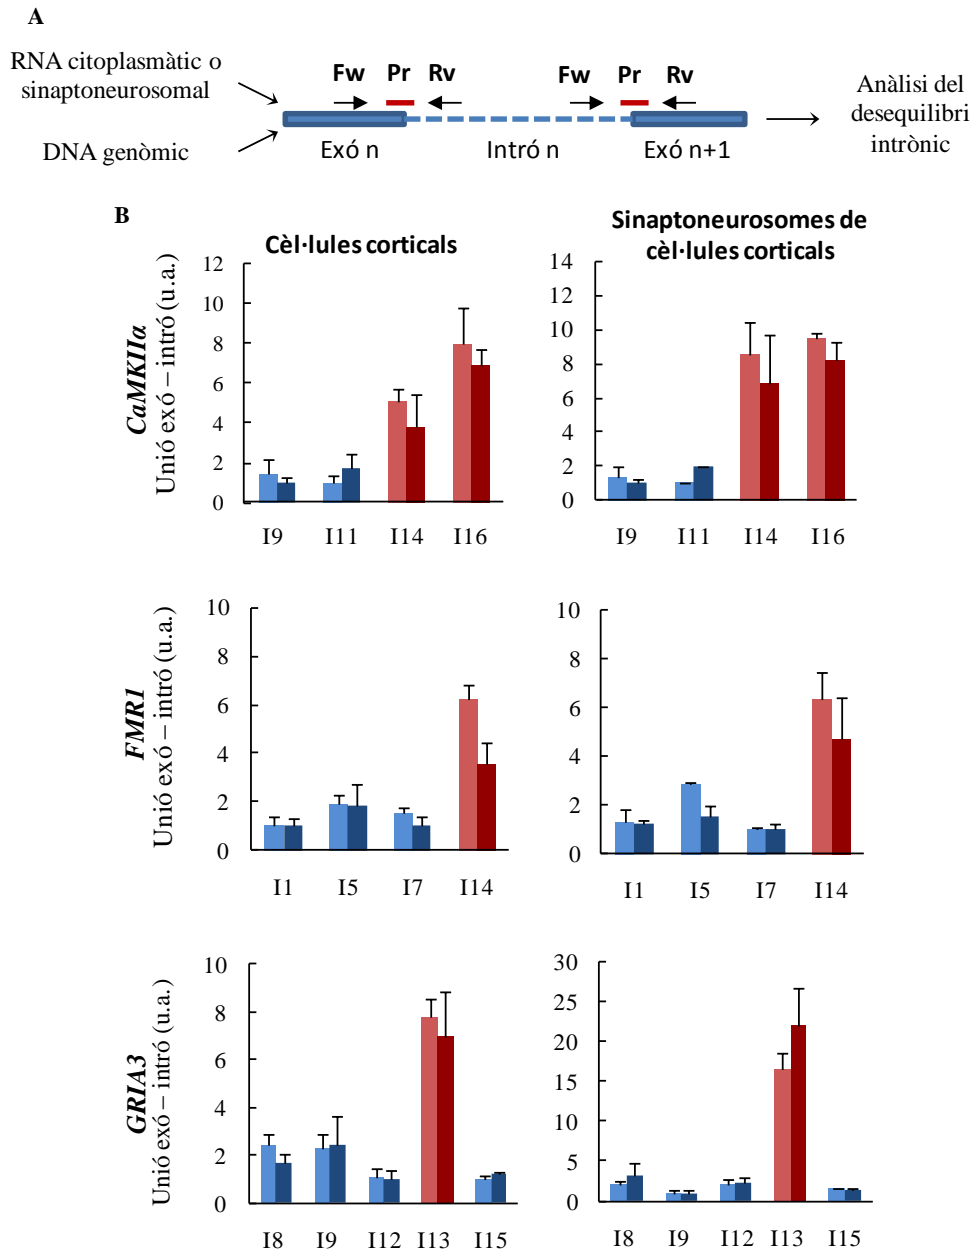 A
RNA citoplasmàtic o
sinaptoneurosomal
DNA genòmic
Fw Pr Rv Fw Pr Rv
Exó n Intró n Exó n+1
Anàlisi del
desequilibri
intrònic
B
Cèl·lules corticals
Sinaptoneurosomes de
cèl·lules corticals
CaMKIIα
Unió exó – intró (u.a.)
12
10
8
6
4
2
0
I9 I11 I14 I16
14
12
10
8
6
4
2
0
I9 I11 I14 I16
FMR1
Unió exó – intró (u.a.)
10
8
6
4
2
0
I1 I5 I7 I14
10
8
6
4
2
0
I1 I5 I7 I14
GRIA3
Unió exó – intró (u.a.)
10
8
6
4
2
0
I8 I9 I12 I13 I15
30
25
20
15
10
5
0
I8 I9 I12 I13 I15